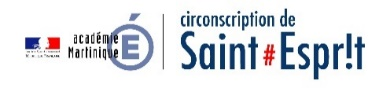 académie
Martinique
É
circonscription de
Saint # Espr!t